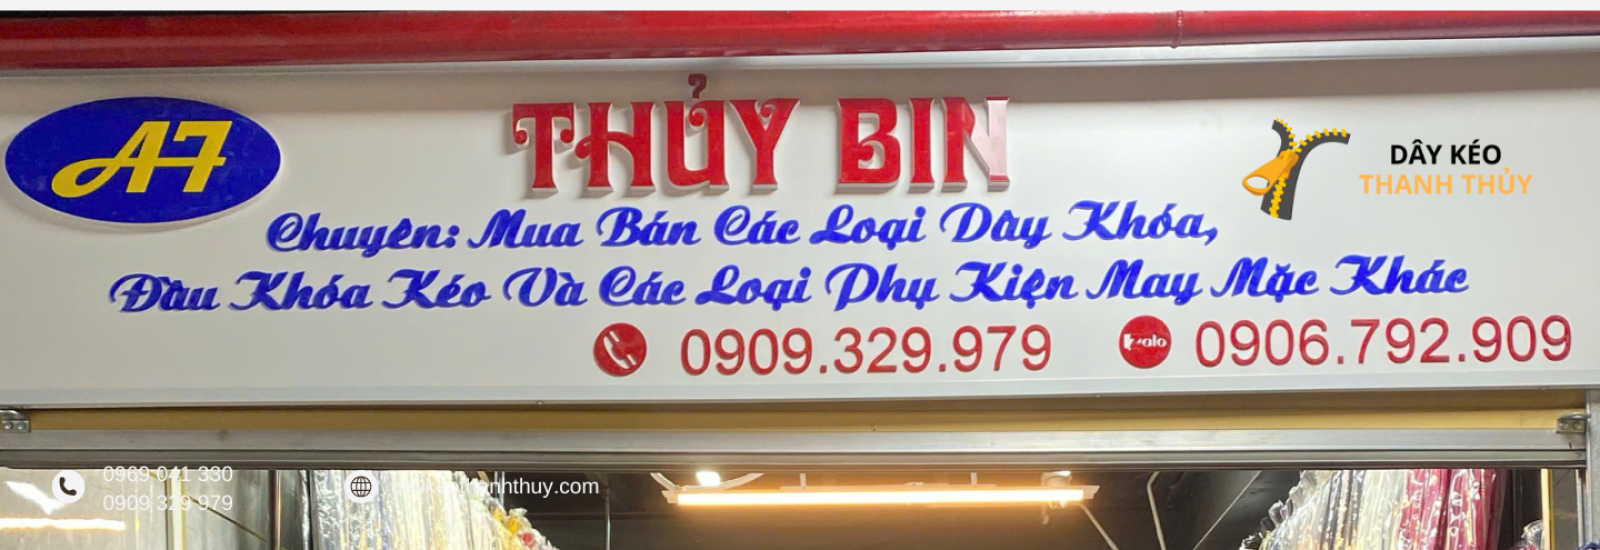 A7
THỦY BIN
DÂY KÉO
THANH THỦY
Chuyên: Mua Bán Các Loại Dây Khóa,
Đầu Khóa Kéo Và Các Loại Phụ Kiện May Mặc Khác
0909.329.979
Zalo 0906.792.909
0969 041 330
0909 329 979